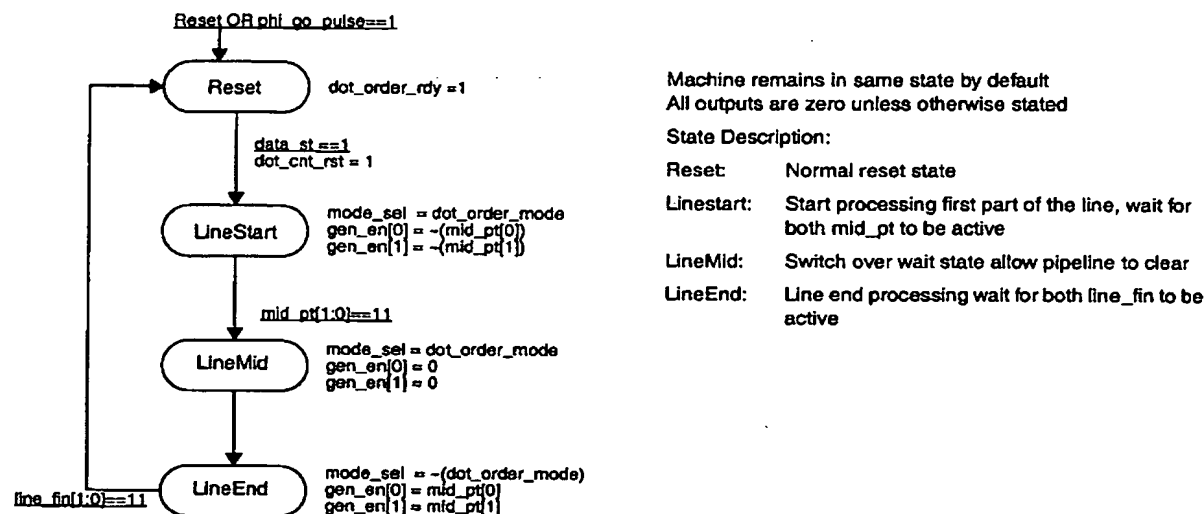 Reset OR phi_go_pulse==1
Reset
dot_order_rdy =1
data_st==1
dot_cnt_rst = 1
LineStart
mode_sel = dot_order_mode
gen_en[0] = ~(mid_pt[0])
gen_en[1] = ~(mid_pt[1])
mid_pt[1:0]==11
LineMid
mode_sel = dot_order_mode
gen_en[0] = 0
gen_en[1] = 0
LineEnd
mode_sel = ~(dot_order_mode)
gen_en[0] = mid_pt[0]
gen_en[1] = mid_pt[1]
line_fin[1:0]==11
Machine remains in same state by default
All outputs are zero unless otherwise stated
State Description:
Reset: Normal reset state
Linestart: Start processing first part of the line, wait for
both mid_pt to be active
LineMid: Switch over wait state allow pipeline to clear
LineEnd: Line end processing wait for both line_fin to be
active